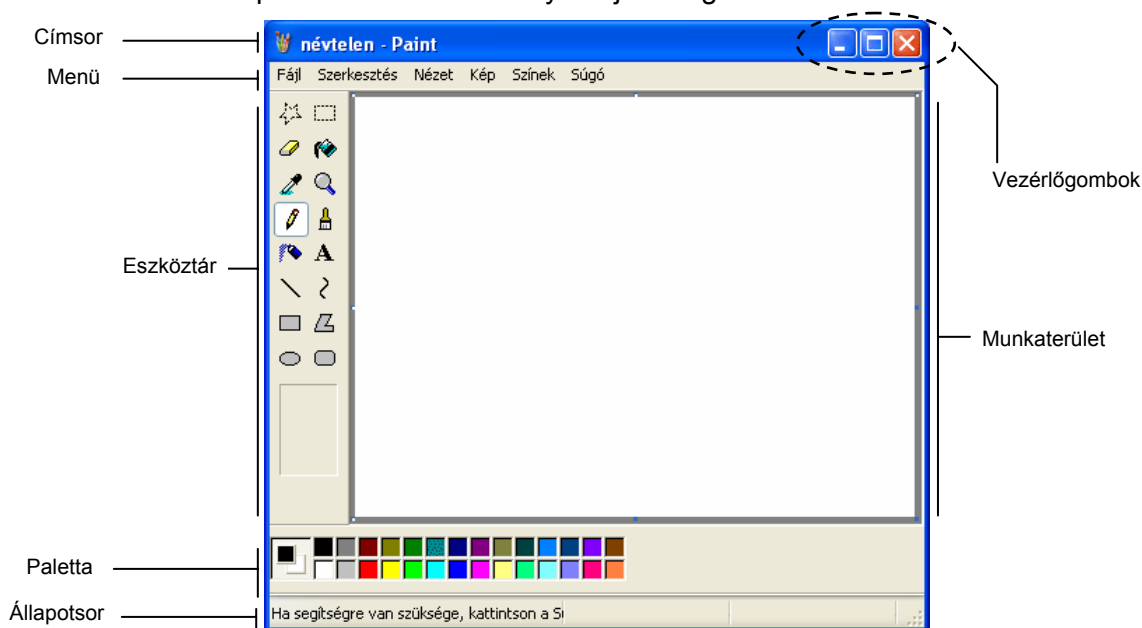 Címsor
névtelen - Paint
Menü
Fájl Szerkesztés Nézet Kép Színek Súgó
Vezérlőgombok
Eszköztár
A
Munkaterület
Paletta
Állapotsor
Ha segítségre van szüksége, kattintson a S